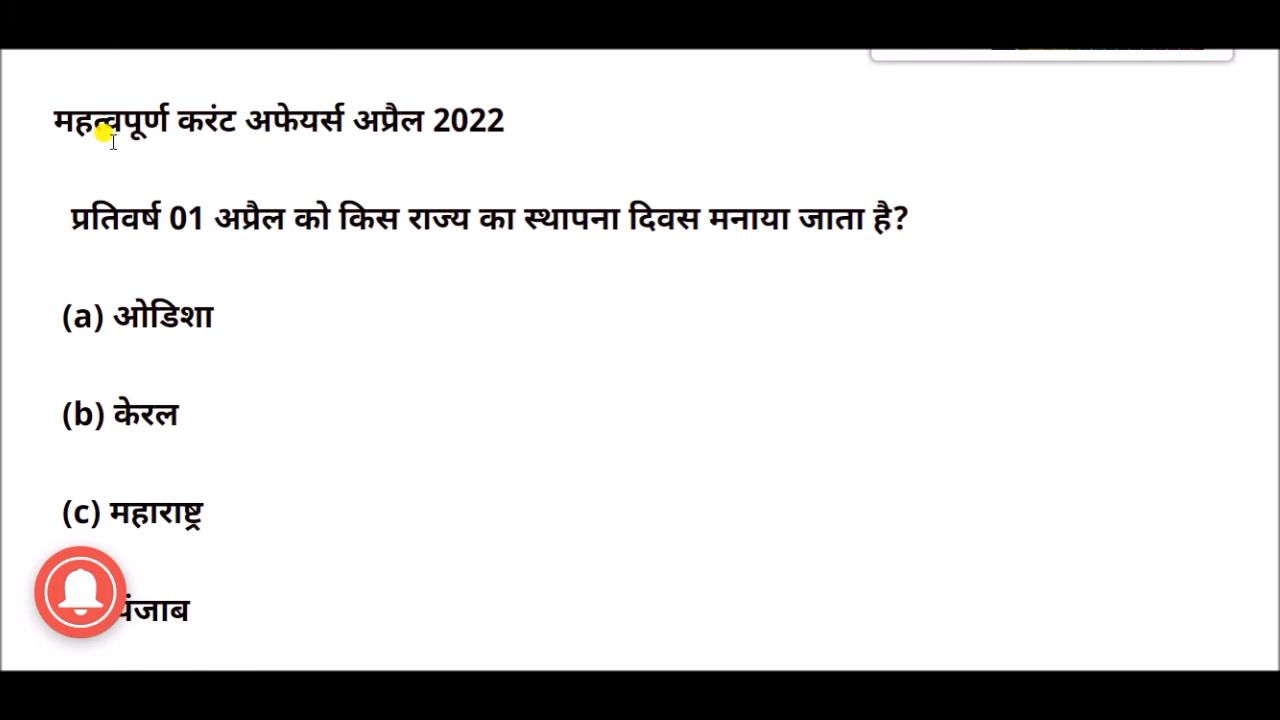 महत्वपूर्ण करंट अफेयर्स अप्रैल 2022
प्रतिवर्ष 01 अप्रैल को किस राज्य का स्थापना दिवस मनाया जाता है?
(a) ओडिशा
(b) केरल
(c) महाराष्ट्र
पंजाब